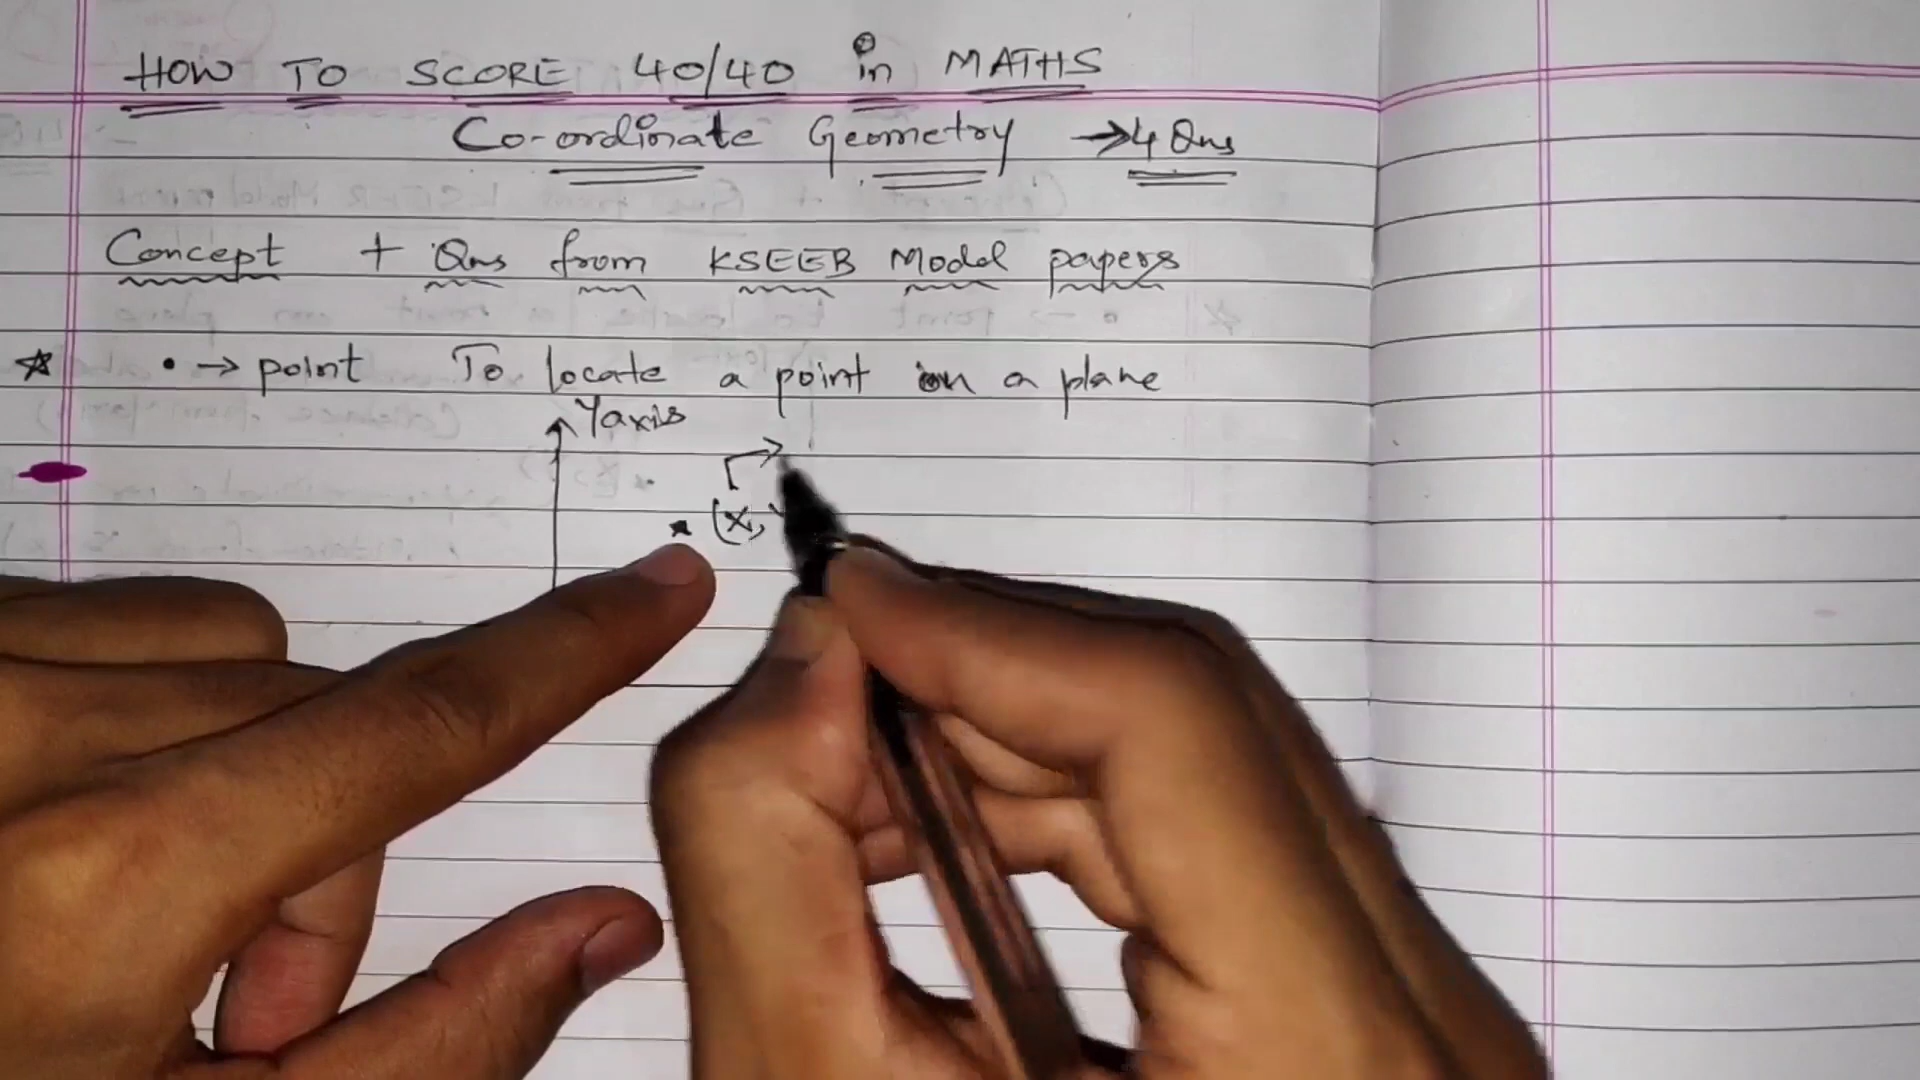 HOW TO SCORE 40/40 in MATHS
Co-ordinate Geometry → 4 Qns
Concept + Qns from KSEEB Model papers
☆ • → point To locate a point on a plane
Yaxis
(x,